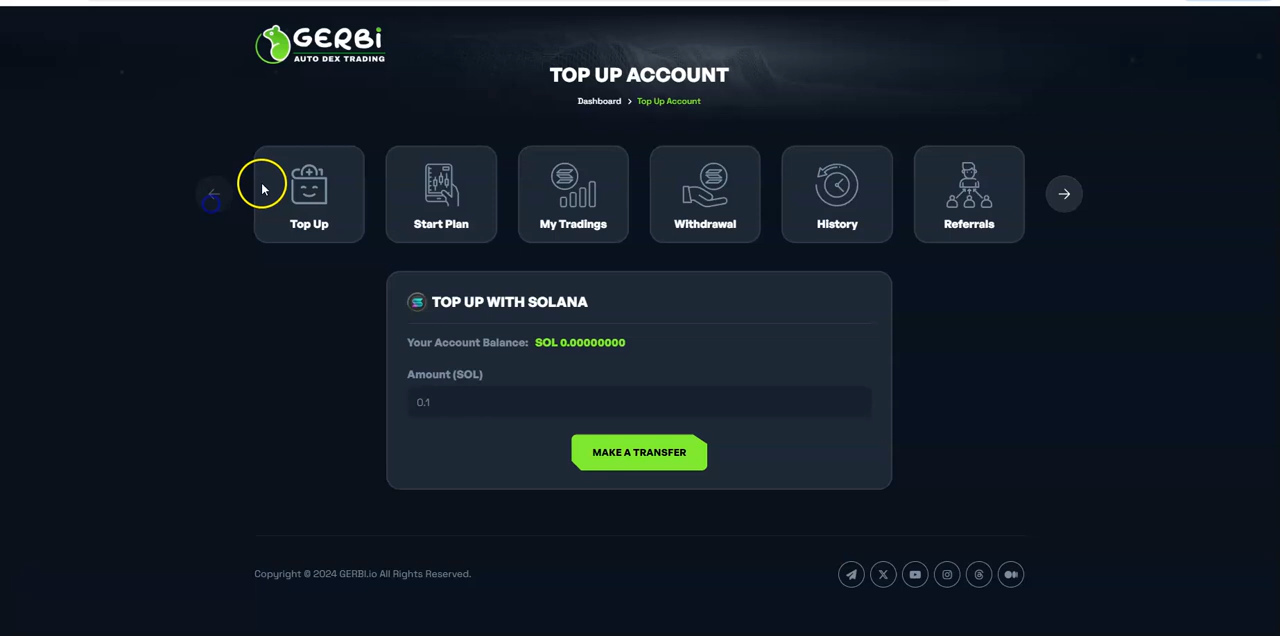 GERBi
AUTO DEX TRADING
TOP UP ACCOUNT
Dashboard > Top Up Account
Top Up
Start Plan
My Tradings
Withdrawal
History
Referrals
TOP UP WITH SOLANA
Your Account Balance: SOL 0.00000000
Amount (SOL)
0.1
MAKE A TRANSFER
Copyright © 2024 GERBI.io All Rights Reserved.